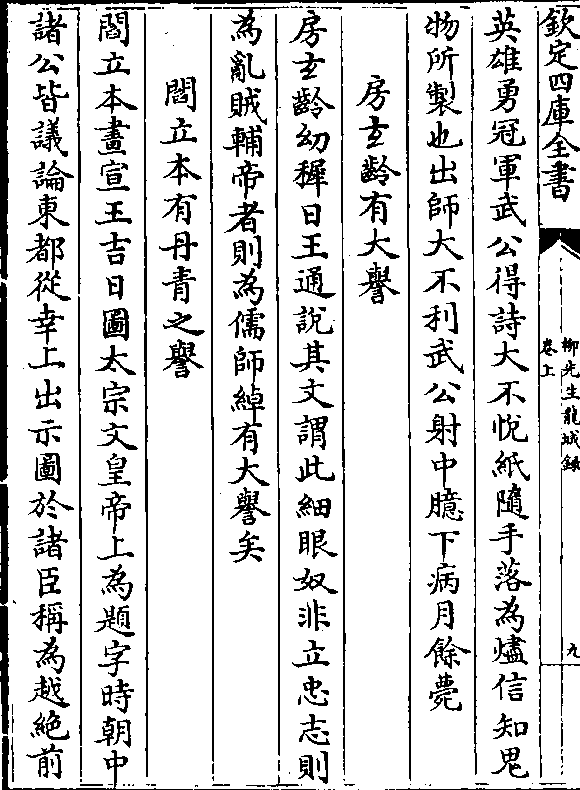 欽定四庫全書
柳先生龍城錄
卷上
九
英雄勇冠軍武公得詩大不悅紙隨手落為燼信知鬼
物所製也出師大不利武公射中臆下病月餘薨
房玄齡有大譽
房玄齡幼穉日王通說其文謂此細眼奴非立忠志則
為亂賊輔帝者則為儒師綽有大譽矣
閻立本有丹青之譽
閻立本畫宣王吉日圖太宗文皇帝上為題字時朝中
諸公皆議論東都從幸上出示圖於諸臣稱為越絕前